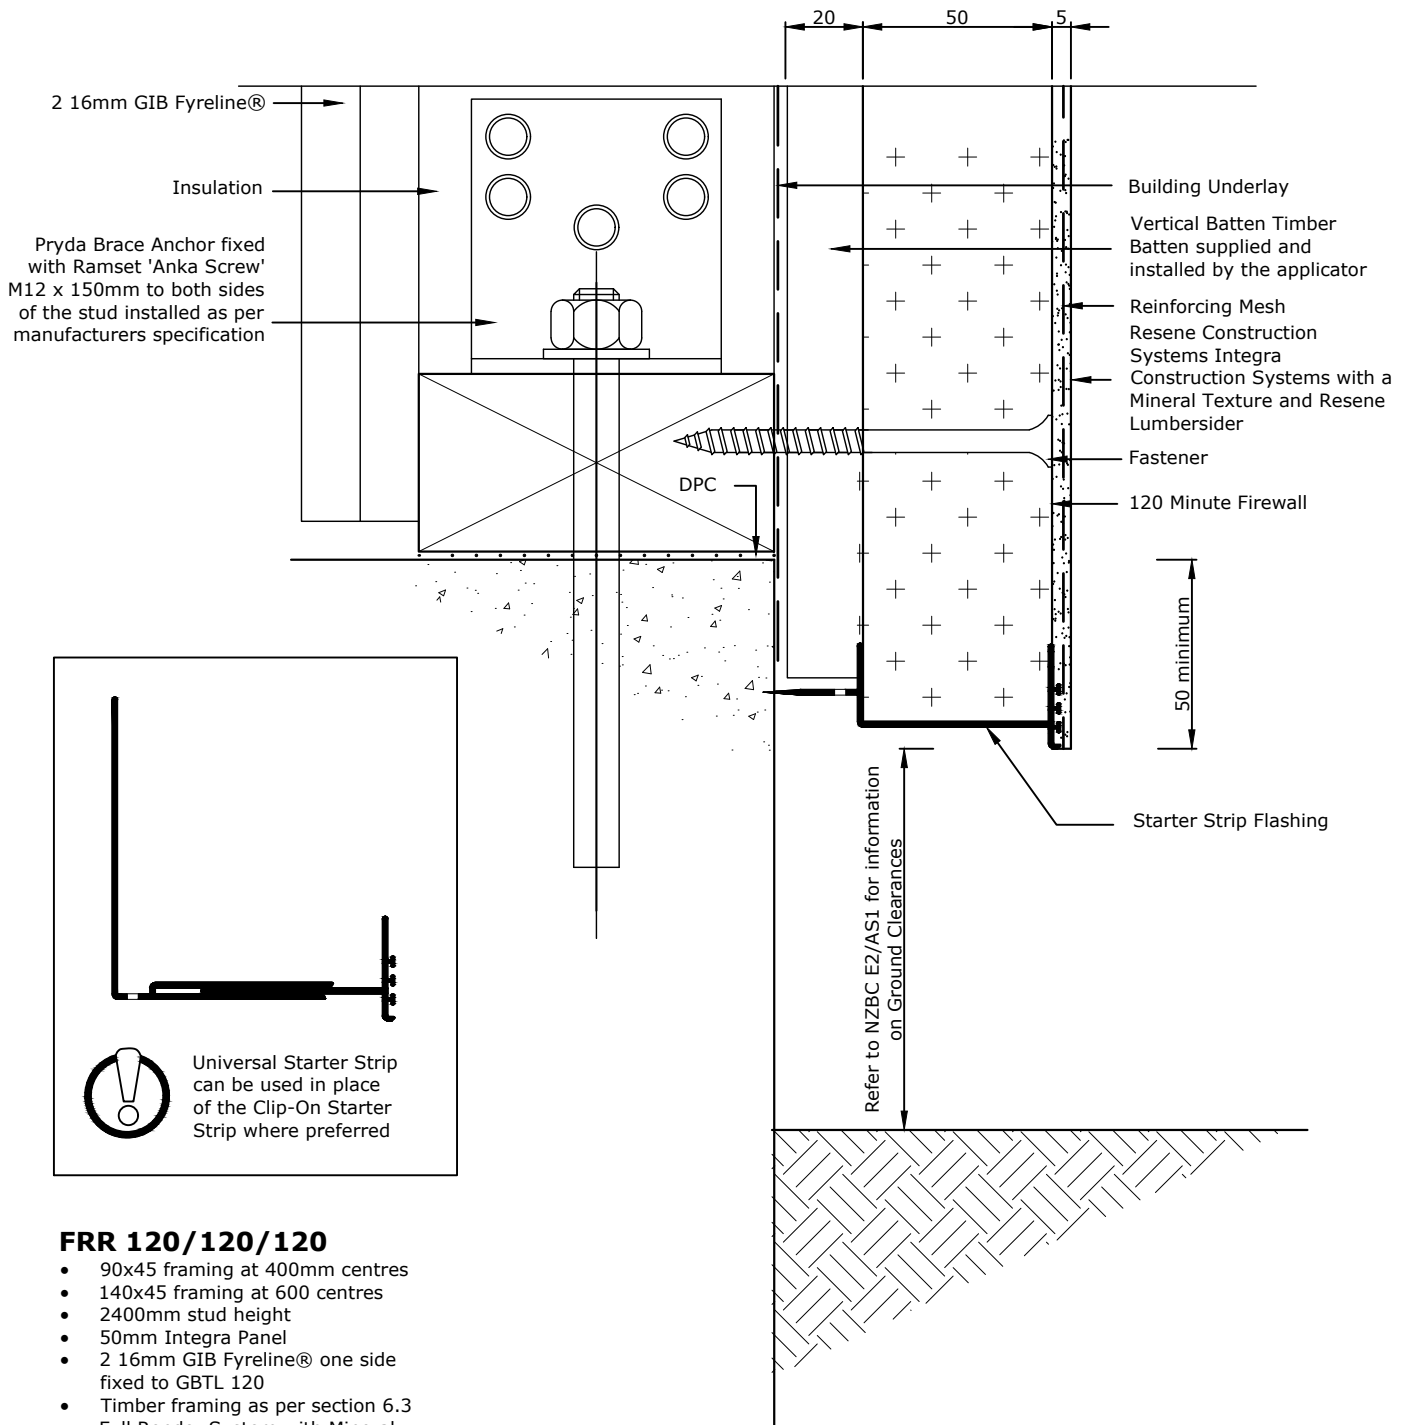 20
50
5
2 16mm GIB Fyreline®
Insulation
Pryda Brace Anchor fixed
with Ramset 'Anka Screw'
M12 x 150mm to both sides
of the stud installed as per
manufacturers specification
Building Underlay
Vertical Batten Timber
Batten supplied and
installed by the applicator
Reinforcing Mesh
Resene Construction
Systems Integra
Construction Systems with a
Mineral Texture and Resene
Lumbersider
Fastener
DPC
120 Minute Firewall
50 minimum
Starter Strip Flashing
Refer to NZBC E2/AS1 for information
on Ground Clearances
Universal Starter Strip
can be used in place
of the Clip-On Starter
Strip where preferred
FRR 120/120/120
• 90x45 framing at 400mm centres
• 140x45 framing at 600 centres
• 2400mm stud height
• 50mm Integra Panel
• 2 16mm GIB Fyreline® one side
fixed to GBTL 120
• Timber framing as per section 6.3